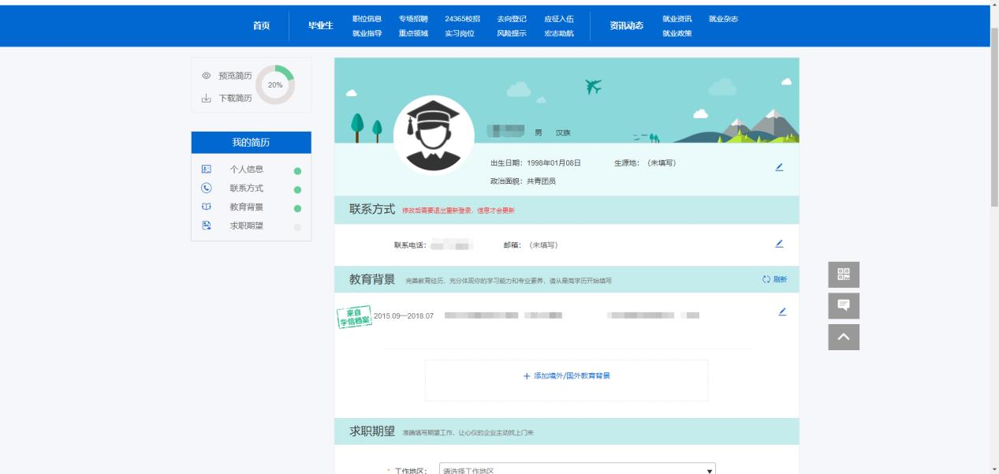 首页
毕业生
职位信息 专场招聘 24365校招 去向登记 应征入伍
就业指导 重点领域 实习岗位 风险提示 宏志助航
资讯动态
就业资讯 就业杂志
就业政策
预览简历
下载简历
20%
我的简历
个人信息
联系方式
教育背景
求职期望
男 汉族
出生日期：1998年01月08日 生源地：（未填写）
政治面貌：共青团员
联系方式 修改后需要退出重新登录，信息才会更新
联系电话： 邮箱：（未填写）
教育背景 完善教育经历，充分体现你的学习能力和专业素养，请从最高学历开始填写 刷新
来自
学信档案
2015.09—2018.07
+ 添加境外/国外教育背景
求职期望 准确填写期望工作，让心仪的企业主动找上门来
* 工作地区： 请选择工作地区